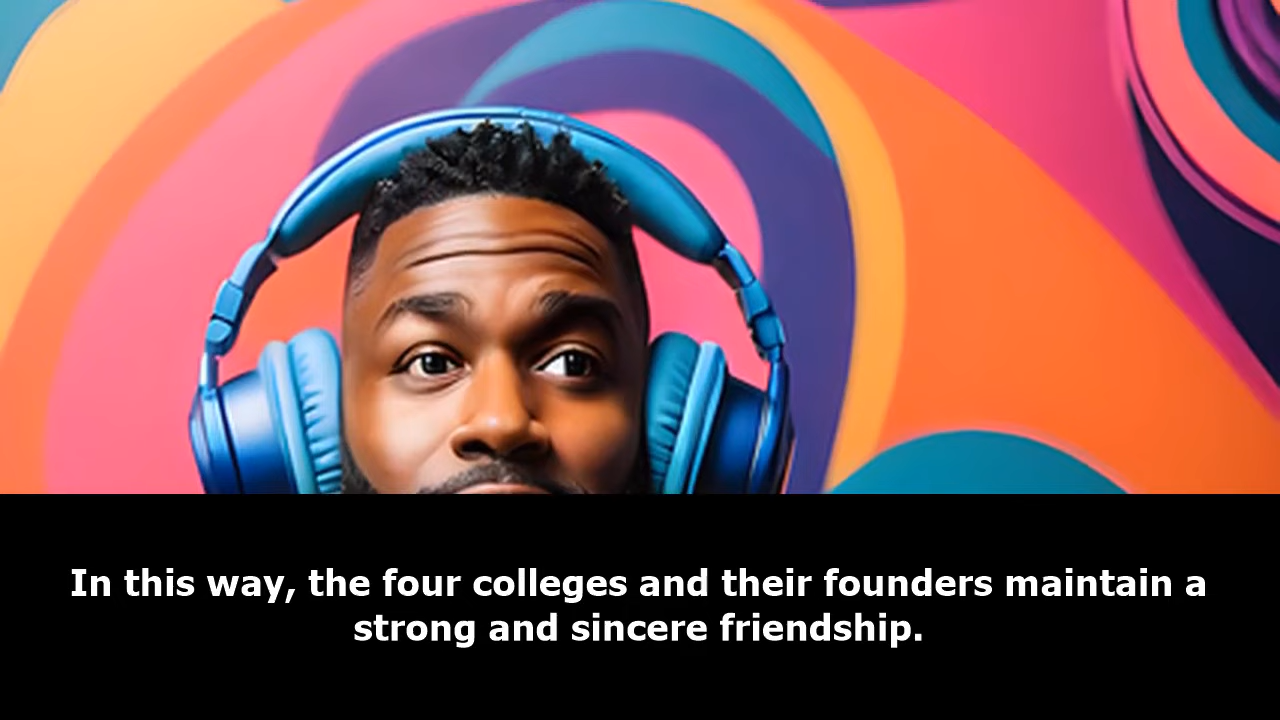 In this way, the four colleges and their founders maintain a
strong and sincere friendship.